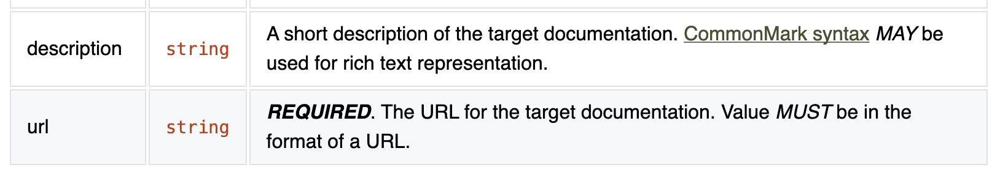 description string A short description of the target documentation. CommonMark syntax MAY be
used for rich text representation.
url string REQUIRED. The URL for the target documentation. Value MUST be in the
format of a URL.